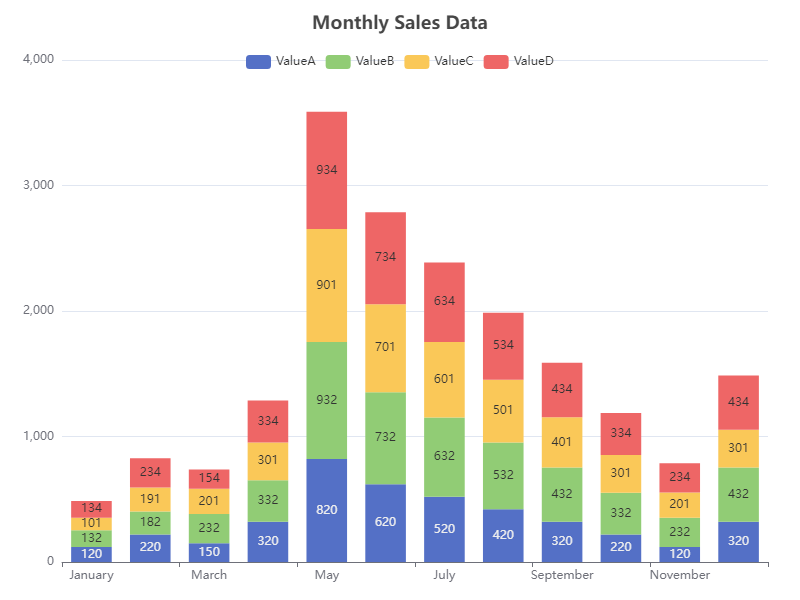 Monthly Sales Data
ValueA ValueB ValueC ValueD
4,000
3,000
2,000
1,000
0
134 101 132 120
234 191 182 220
154 201 232 150
334 301 332 320
934 901 932 820
734 701 732 620
634 601 632 520
534 501 532 420
434 401 432 320
334 301 332 220
234 201 232 120
434 301 432 320
January March May July September November